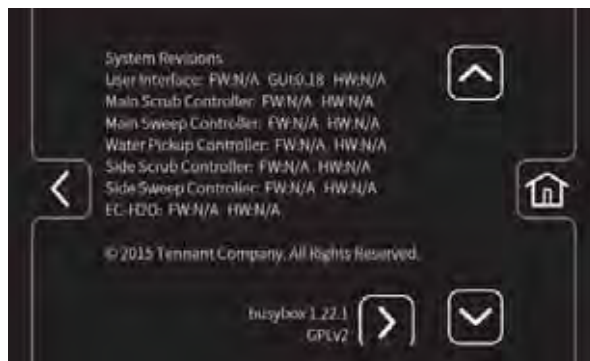 System Revisions
User Interface: FW:N/A GUI:0.18 HW:N/A
Main Scrub Controller: FW:N/A HW:N/A
Main Sweep Controller: FW:N/A HW:N/A
Water Pickup Controller: FW:N/A HW:N/A
Side Scrub Controller: FW:N/A HW:N/A
Side Sweep Controller: FW:N/A HW:N/A
EC-H2O: FW:N/A HW:N/A
© 2015 Tennant Company. All Rights Reserved.
busybox 1.22.1
GPLv2